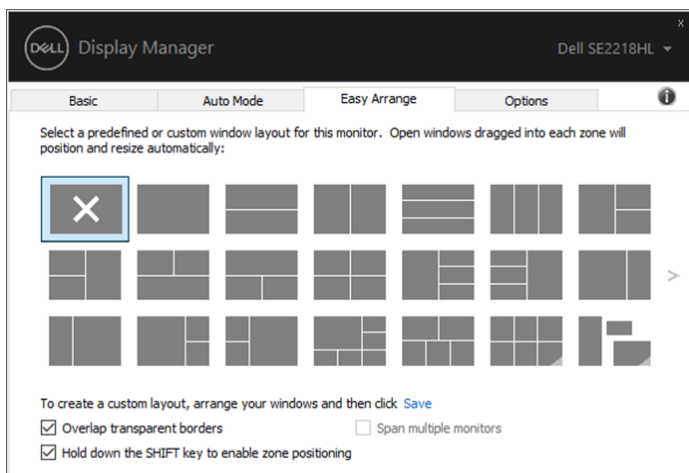 x
DELL Display Manager Dell SE2218HL
Basic Auto Mode Easy Arrange Options i
Select a predefined or custom window layout for this monitor. Open windows dragged into each zone will
position and resize automatically:
>
To create a custom layout, arrange your windows and then click Save
Overlap transparent borders Span multiple monitors
Hold down the SHIFT key to enable zone positioning